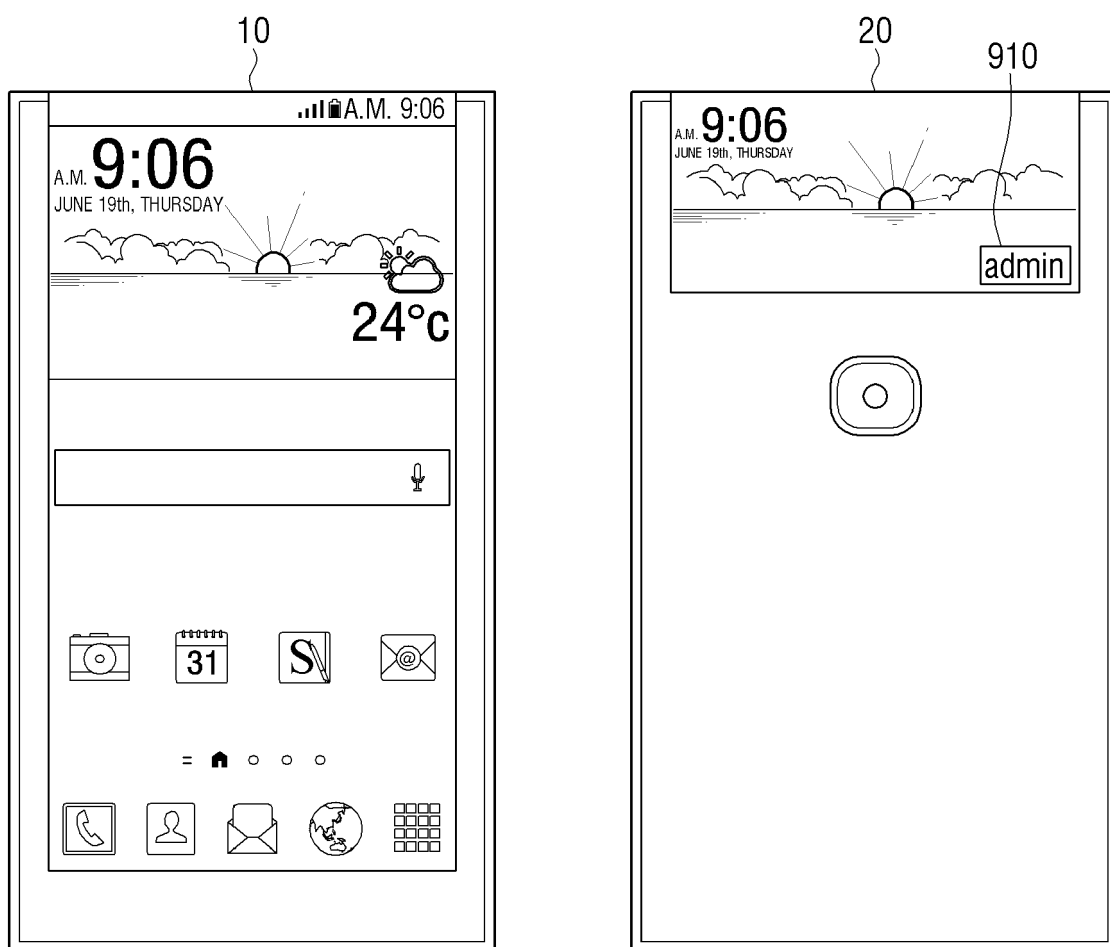 10
A.M. 9:06
A.M. 9:06
JUNE 19th, THURSDAY
24°c
31
S
@
20
910
A.M. 9:06
JUNE 19th, THURSDAY
admin